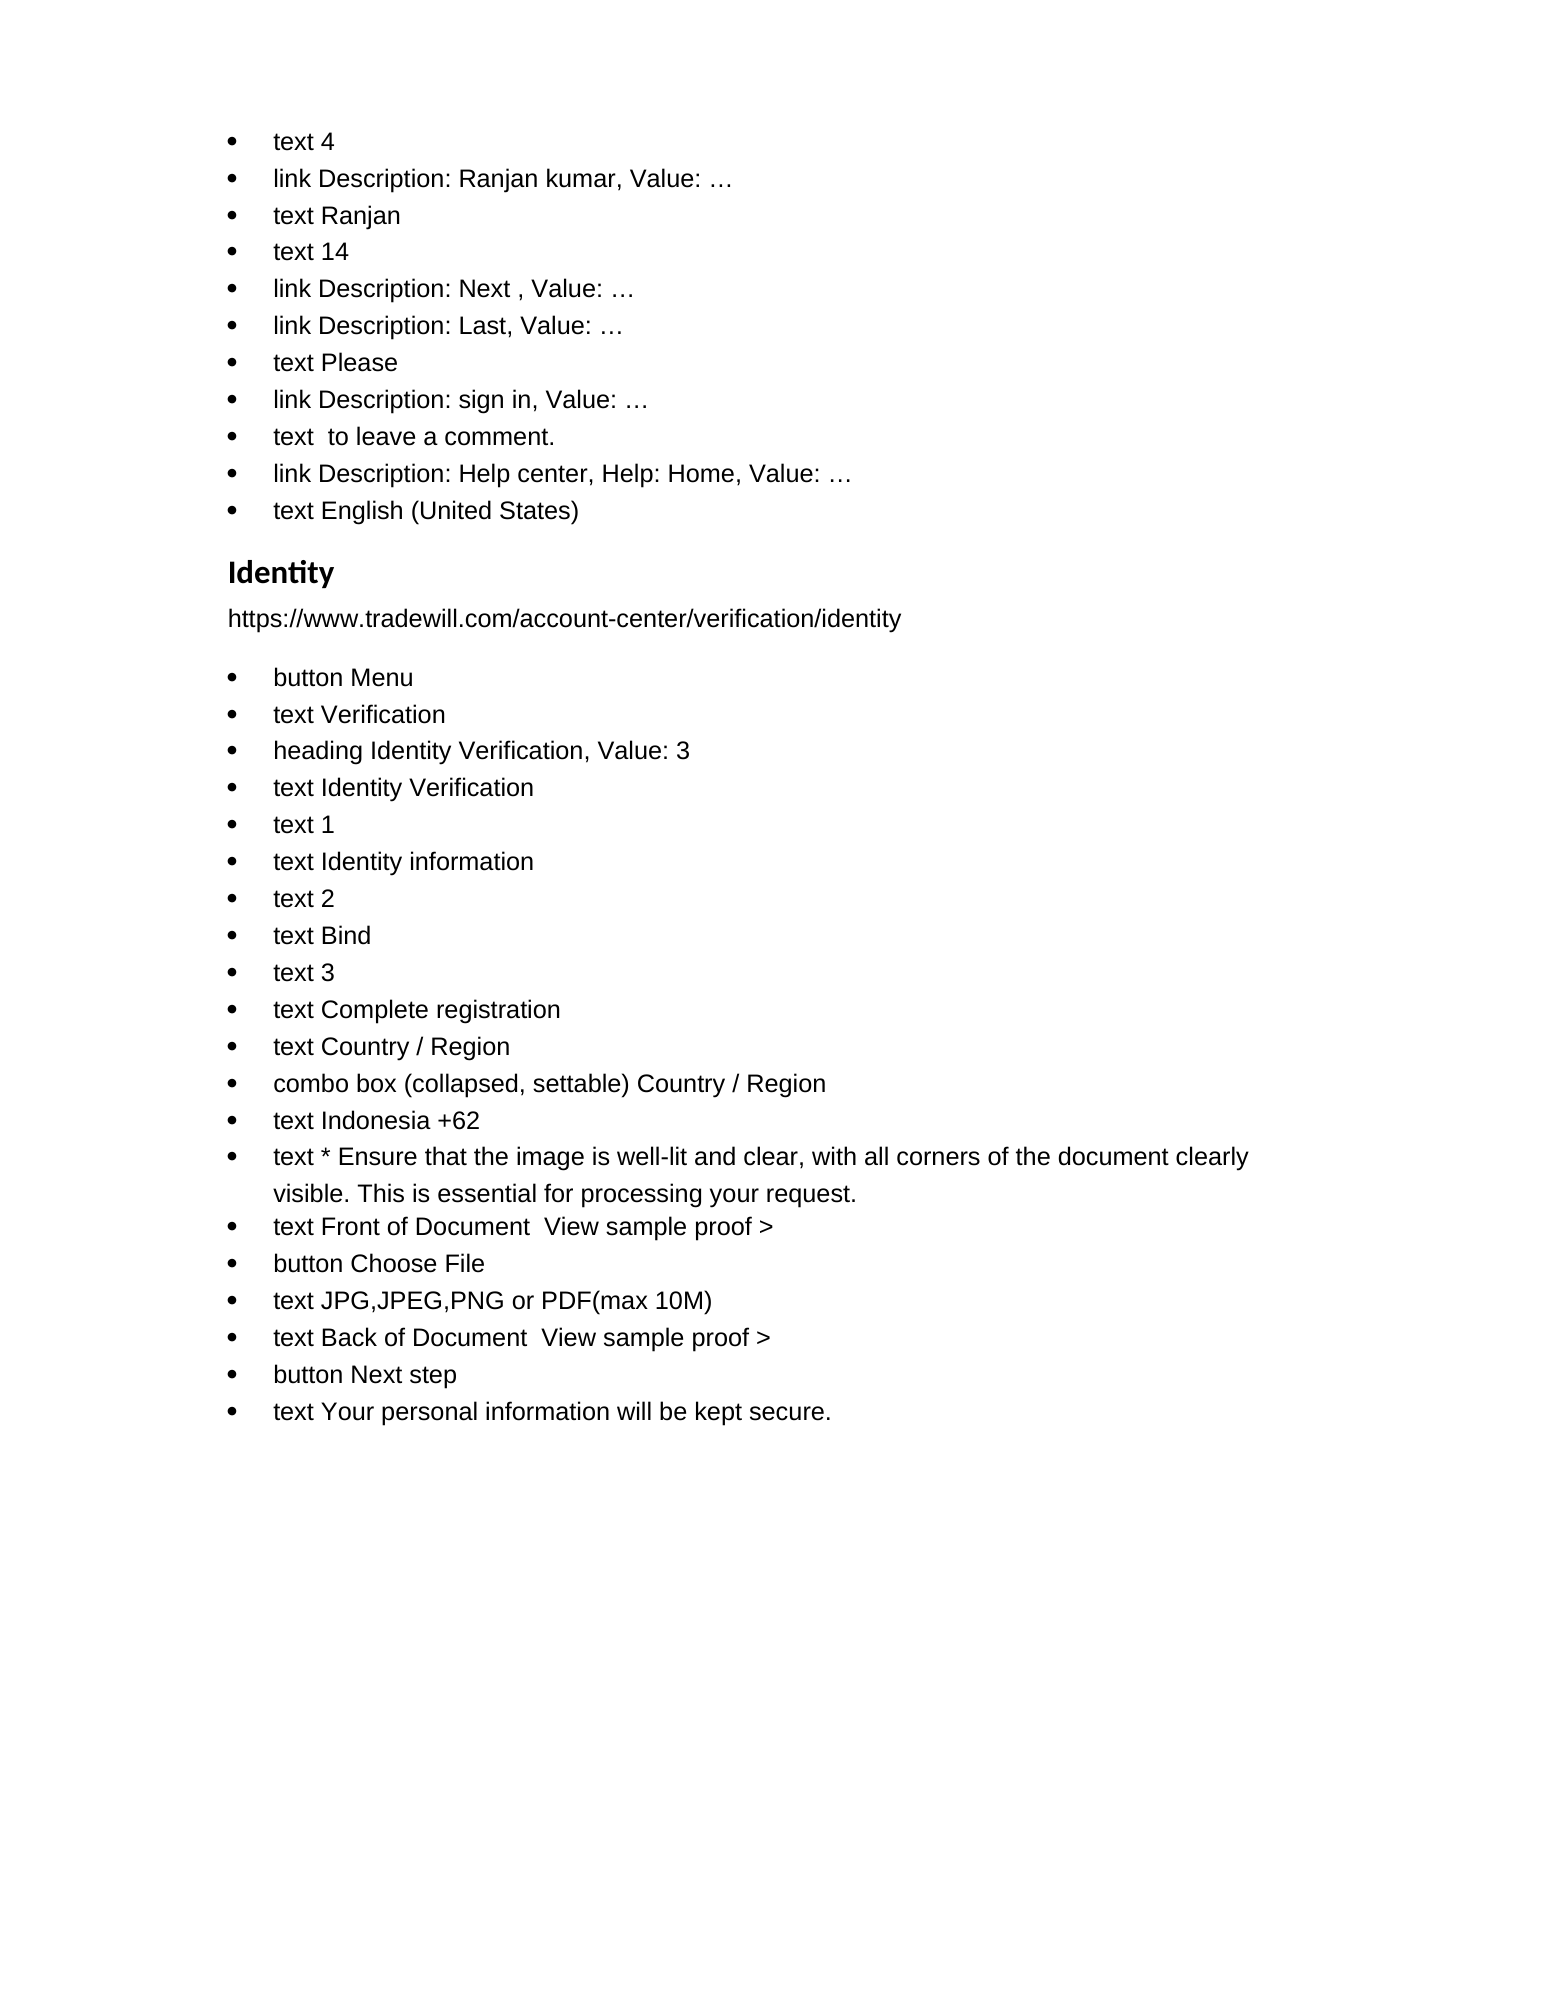 • text 4
• link Description: Ranjan kumar, Value: …
• text Ranjan
• text 14
• link Description: Next , Value: …
• link Description: Last, Value: …
• text Please
• link Description: sign in, Value: …
• text  to leave a comment.
• link Description: Help center, Help: Home, Value: …
• text English (United States)
Identity
https://www.tradewill.com/account-center/verification/identity
• button Menu
• text Verification
• heading Identity Verification, Value: 3
• text Identity Verification
• text 1
• text Identity information
• text 2
• text Bind
• text 3
• text Complete registration
• text Country / Region
• combo box (collapsed, settable) Country / Region
• text Indonesia +62
• text * Ensure that the image is well-lit and clear, with all corners of the document clearly
visible. This is essential for processing your request.
• text Front of Document  View sample proof >
• button Choose File
• text JPG,JPEG,PNG or PDF(max 10M)
• text Back of Document  View sample proof >
• button Next step
• text Your personal information will be kept secure.